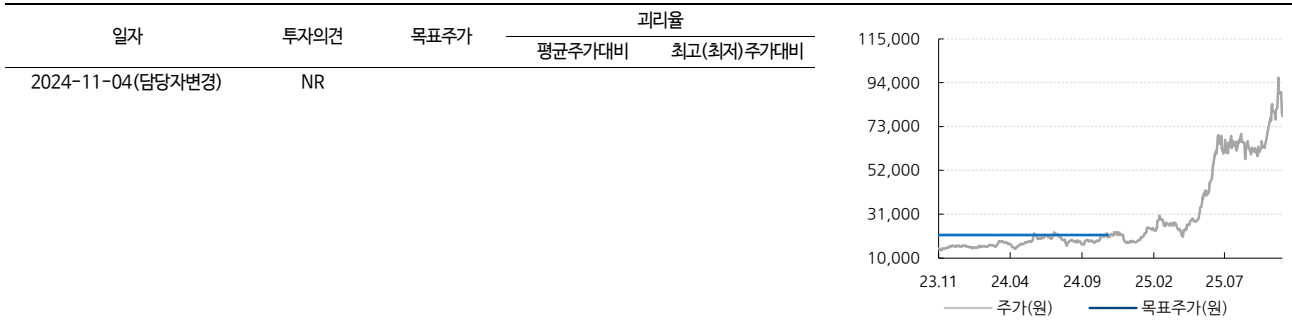 일자 투자의견 목표주가 괴리율
평균주가대비 최고(최저)주가대비
2024-11-04(담당자변경) NR
115,000
94,000
73,000
52,000
31,000
10,000
23.11 24.04 24.09 25.02 25.07
주가(원) 목표주가(원)